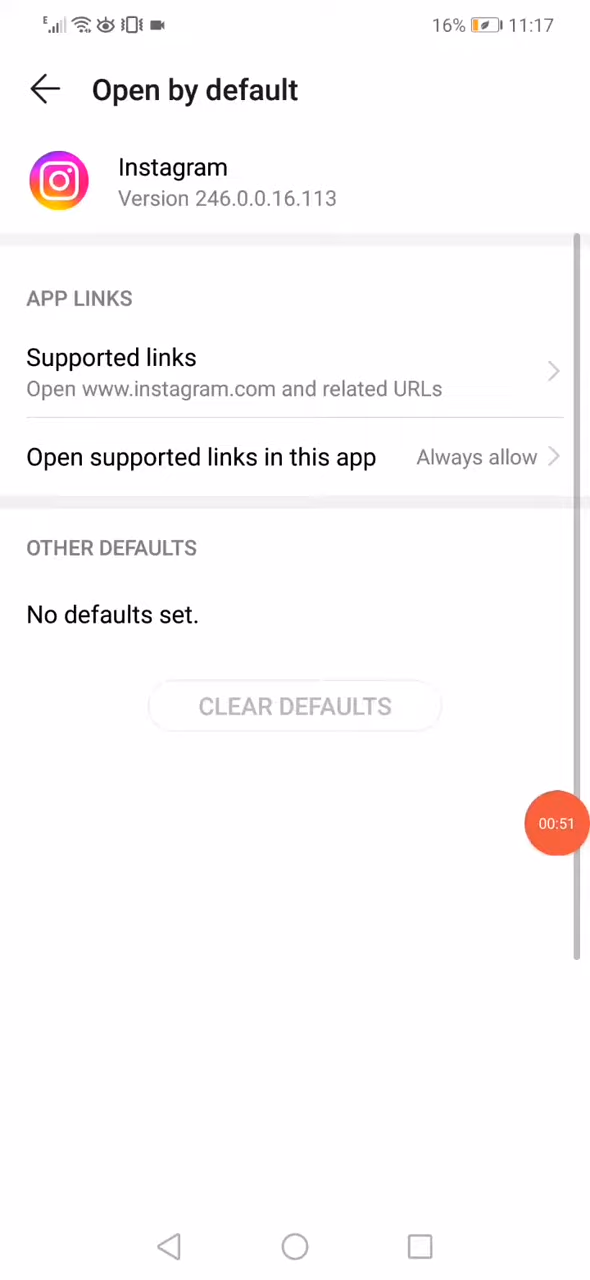 E 16% 11:17
Open by default
Instagram
Version 246.0.0.16.113
APP LINKS
Supported links
Open www.instagram.com and related URLs
Open supported links in this app Always allow
OTHER DEFAULTS
No defaults set.
CLEAR DEFAULTS
00:51